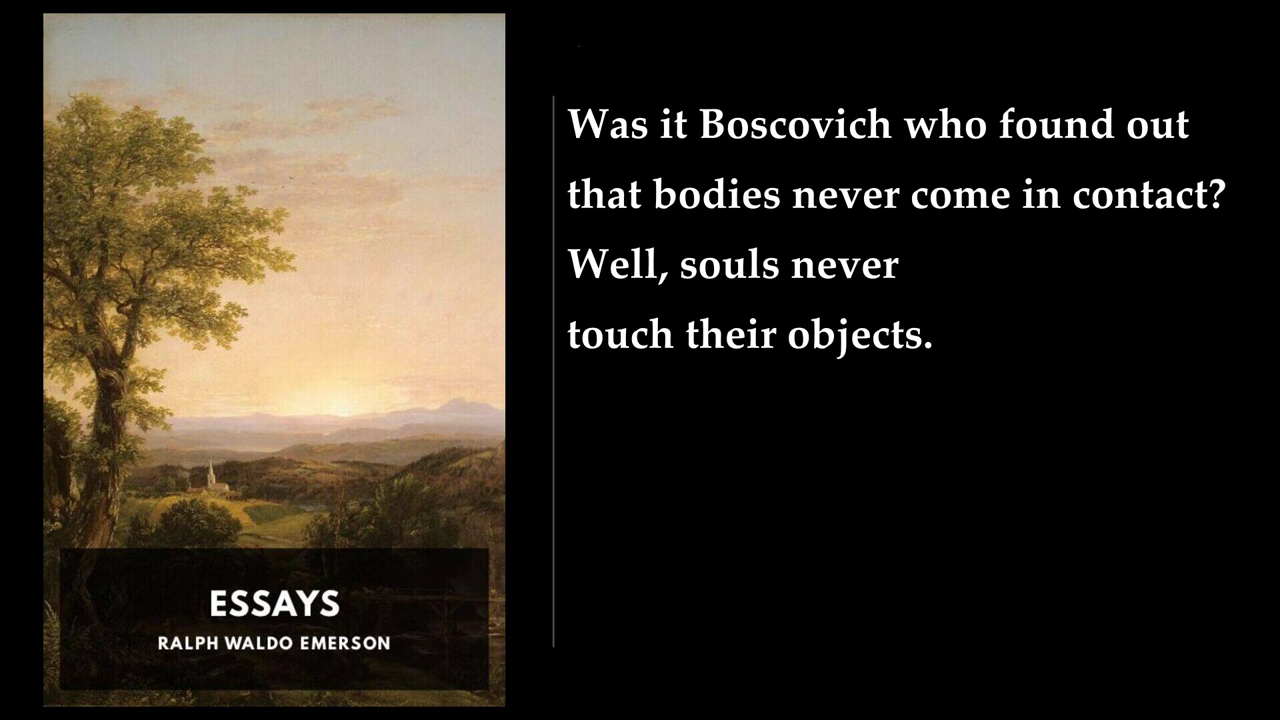 Was it Boscovich who found out
that bodies never come in contact?
Well, souls never
touch their objects.
ESSAYS
RALPH WALDO EMERSON